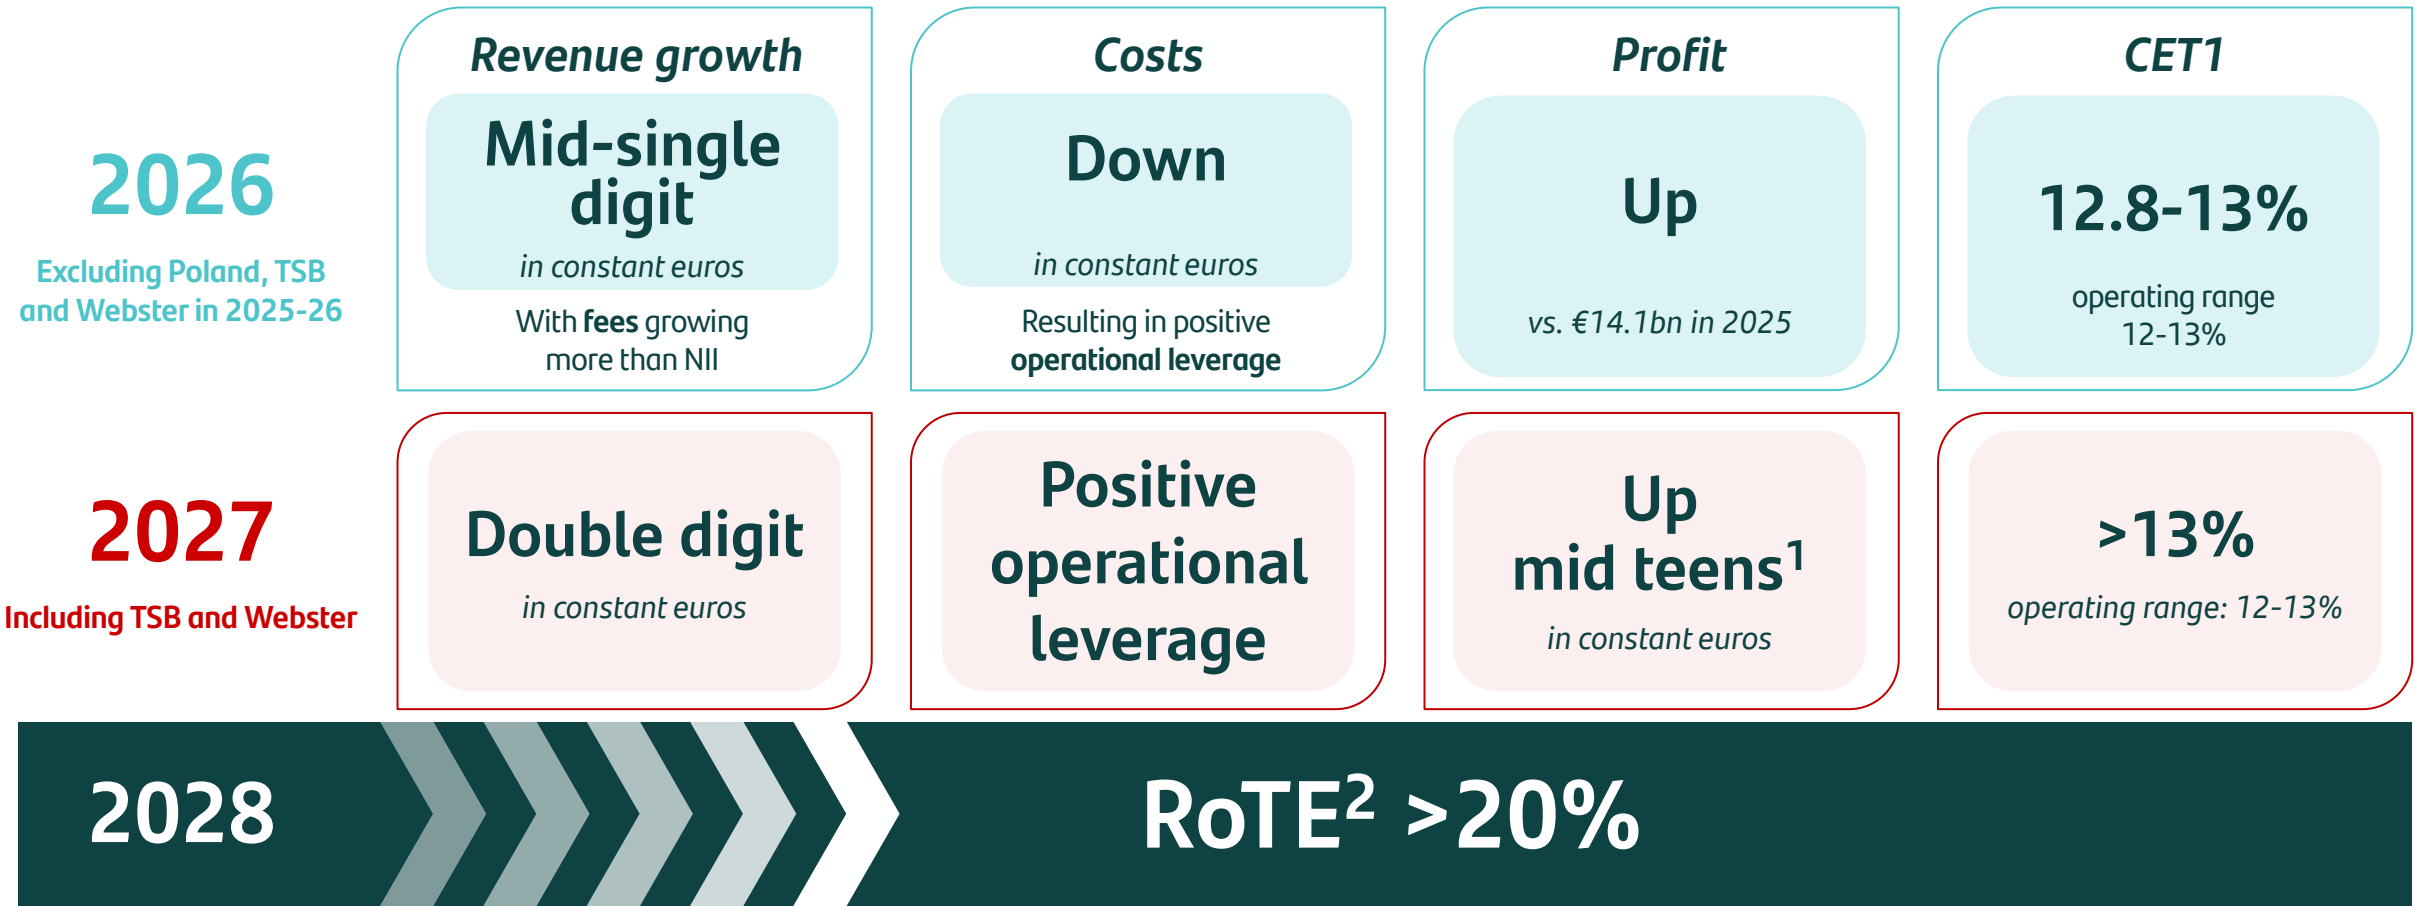 Revenue growth
Costs
Profit
CET1
2026
Excluding Poland, TSB
and Webster in 2025-26
Mid-single
digit
in constant euros
With fees growing
more than NII
Down
in constant euros
Resulting in positive
operational leverage
Up
vs. €14.1bn in 2025
12.8-13%
operating range
12-13%
2027
Including TSB and Webster
Double digit
in constant euros
Positive
operational
leverage
Up
mid teens¹
in constant euros
>13%
operating range: 12-13%
2028
RoTE² >20%